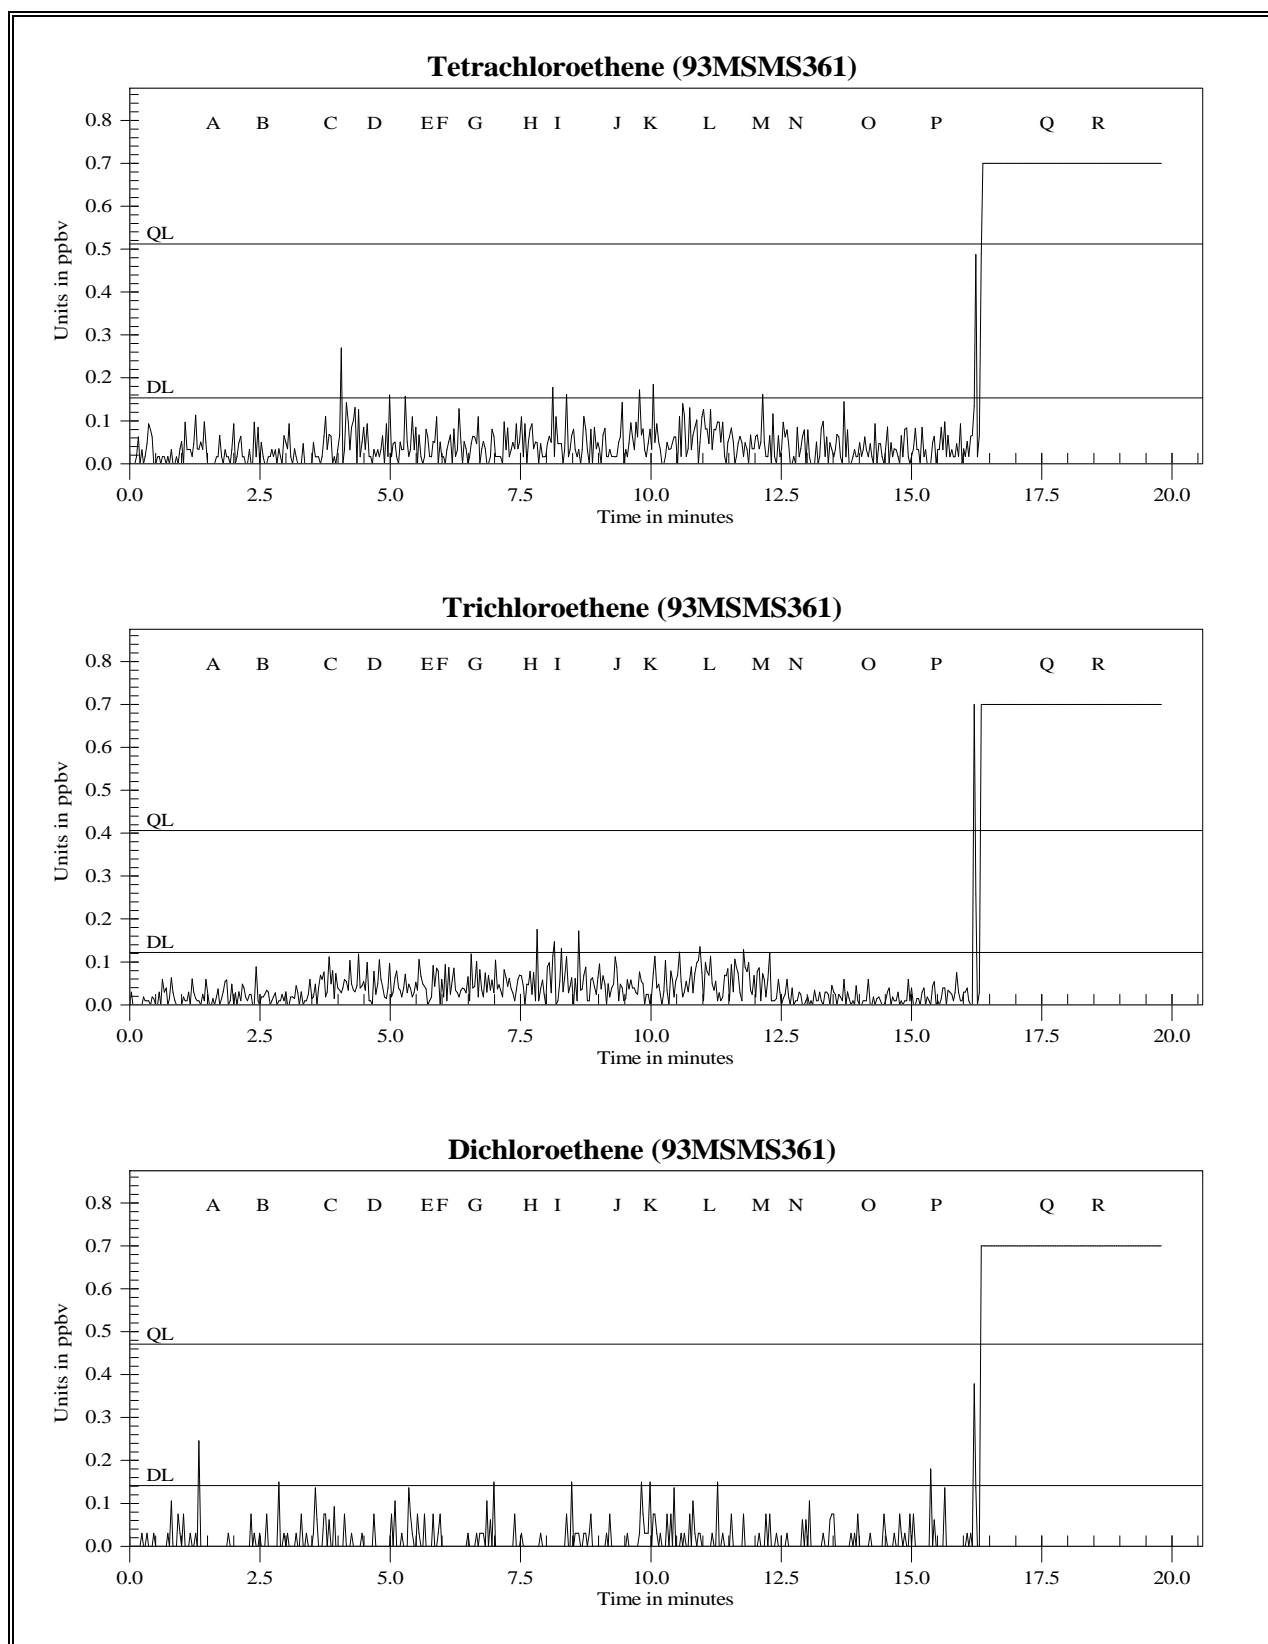 Tetrachloroethene (93MSMS361)
A B C D E F G H I J K L M N O P Q R
0.8
0.7
0.6
QL
0.5
0.4
0.3
0.2
DL
0.1
0.0
Units in ppbv
0.0 2.5 5.0 7.5 10.0 12.5 15.0 17.5 20.0
Time in minutes
Trichloroethene (93MSMS361)
A B C D E F G H I J K L M N O P Q R
0.8
0.7
0.6
0.5
QL
0.4
0.3
0.2
DL
0.1
0.0
Units in ppbv
0.0 2.5 5.0 7.5 10.0 12.5 15.0 17.5 20.0
Time in minutes
Dichloroethene (93MSMS361)
A B C D E F G H I J K L M N O P Q R
0.8
0.7
0.6
0.5
QL
0.4
0.3
0.2
DL
0.1
0.0
Units in ppbv
0.0 2.5 5.0 7.5 10.0 12.5 15.0 17.5 20.0
Time in minutes